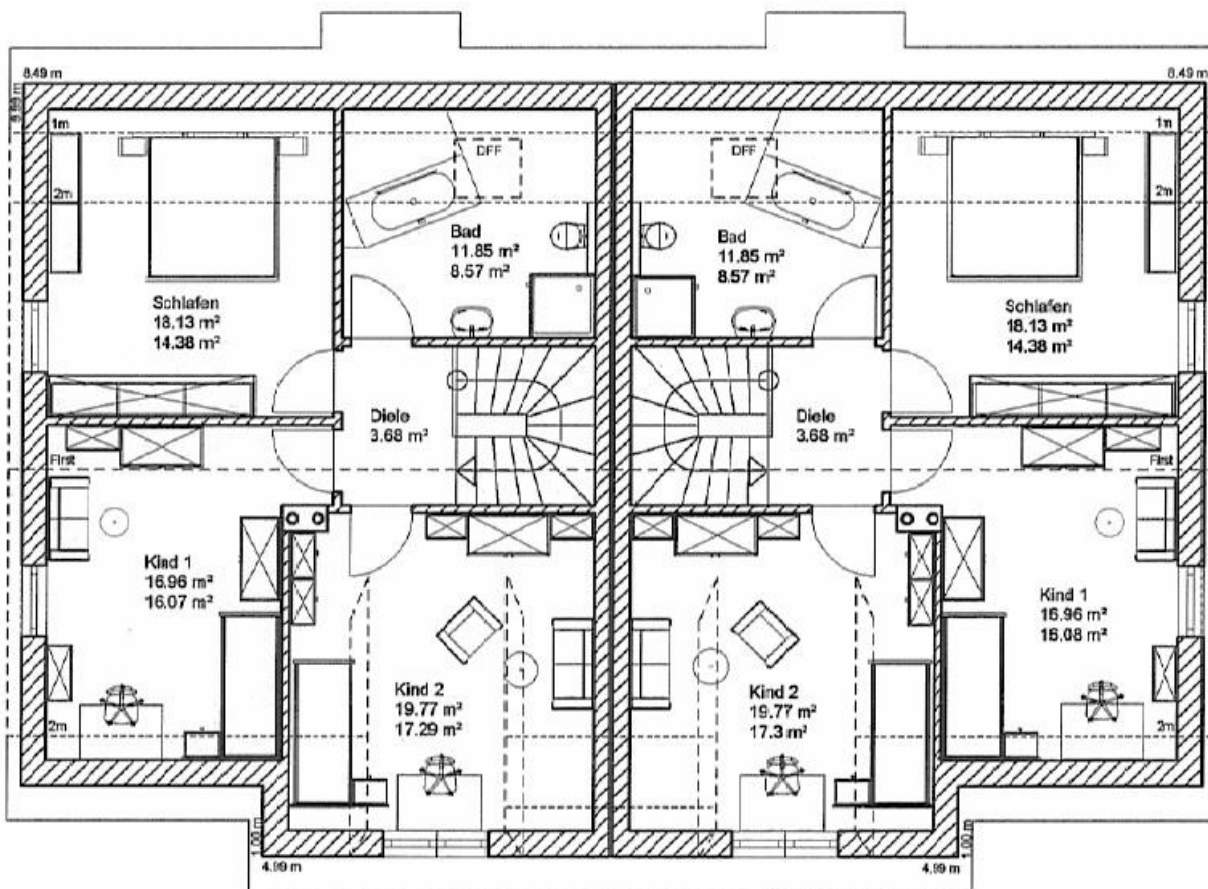 8.49 m
8.49 m
9.99 m
1m
1m
DFF
DFF
2m
2m
Bad
11.85 m²
8.57 m²
Bad
11.85 m²
8.57 m²
Schlafen
18.13 m²
14.38 m²
Schlafen
18.13 m²
14.38 m²
Diele
3.68 m²
Diele
3.68 m²
First
First
Kind 1
16.96 m²
16.07 m²
Kind 1
16.96 m²
16.08 m²
Kind 2
19.77 m²
17.29 m²
Kind 2
19.77 m²
17.3 m²
2m
2m
1.00 m
1.00 m
4.99 m
4.99 m